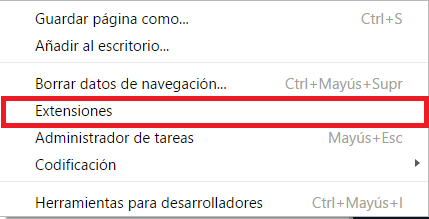 Guardar página como... Ctrl+S
Añadir al escritorio...
Borrar datos de navegación... Ctrl+Mayús+Supr
Extensiones
Administrador de tareas Mayús+Esc
Codificación
Herramientas para desarrolladores Ctrl+Mayús+I